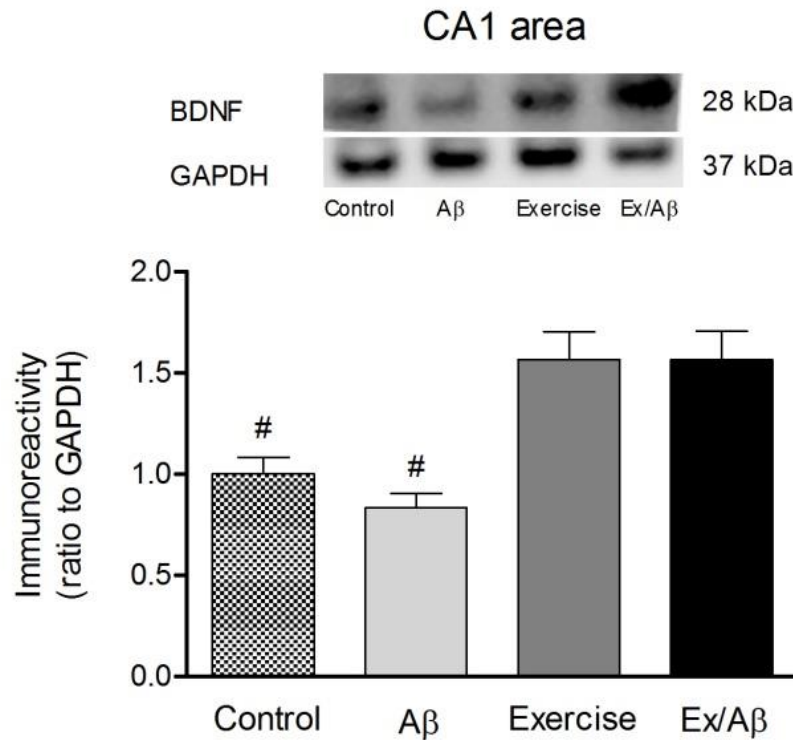 CA1 area
BDNF 28 kDa
GAPDH 37 kDa
Control Aβ Exercise Ex/Aβ
2.0
1.5
1.0
0.5
0.0
Immunoreactivity
(ratio to GAPDH)
#
#
Control Aβ Exercise Ex/Aβ